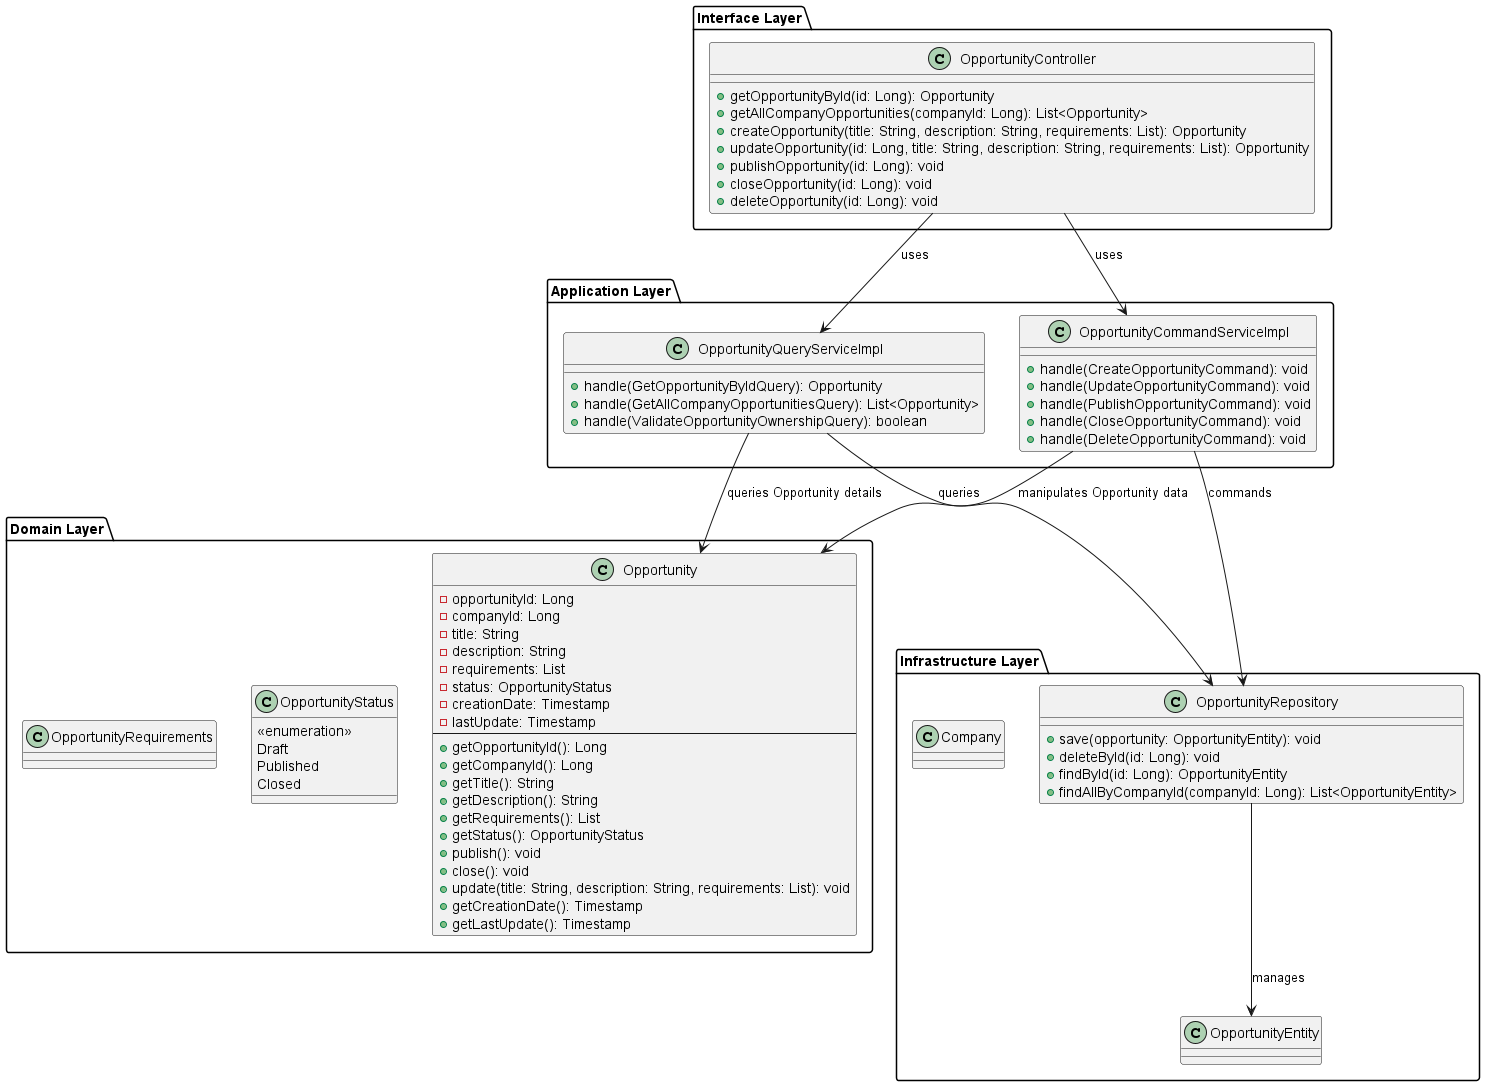 Interface Layer
C OpportunityController
getOpportunityById(id: Long): Opportunity
getAllCompanyOpportunities(companyId: Long): List<Opportunity>
createOpportunity(title: String, description: String, requirements: List): Opportunity
updateOpportunity(id: Long, title: String, description: String, requirements: List): Opportunity
publishOpportunity(id: Long): void
closeOpportunity(id: Long): void
deleteOpportunity(id: Long): void
uses
uses
Application Layer
C OpportunityQueryServiceImpl
handle(GetOpportunityByIdQuery): Opportunity
handle(GetAllCompanyOpportunitiesQuery): List<Opportunity>
handle(ValidateOpportunityOwnershipQuery): boolean
C OpportunityCommandServiceImpl
handle(CreateOpportunityCommand): void
handle(UpdateOpportunityCommand): void
handle(PublishOpportunityCommand): void
handle(CloseOpportunityCommand): void
handle(DeleteOpportunityCommand): void
queries Opportunity details
queries
manipulates Opportunity data
commands
Domain Layer
C OpportunityRequirements
C OpportunityStatus
«enumeration»
Draft
Published
Closed
C Opportunity
opportunityId: Long
companyId: Long
title: String
description: String
requirements: List
status: OpportunityStatus
creationDate: Timestamp
lastUpdate: Timestamp
getOpportunityId(): Long
getCompanyId(): Long
getTitle(): String
getDescription(): String
getRequirements(): List
getStatus(): OpportunityStatus
publish(): void
close(): void
update(title: String, description: String, requirements: List): void
getCreationDate(): Timestamp
getLastUpdate(): Timestamp
Infrastructure Layer
C Company
C OpportunityRepository
save(opportunity: OpportunityEntity): void
deleteById(id: Long): void
findById(id: Long): OpportunityEntity
findAllByCompanyId(companyId: Long): List<OpportunityEntity>
manages
C OpportunityEntity